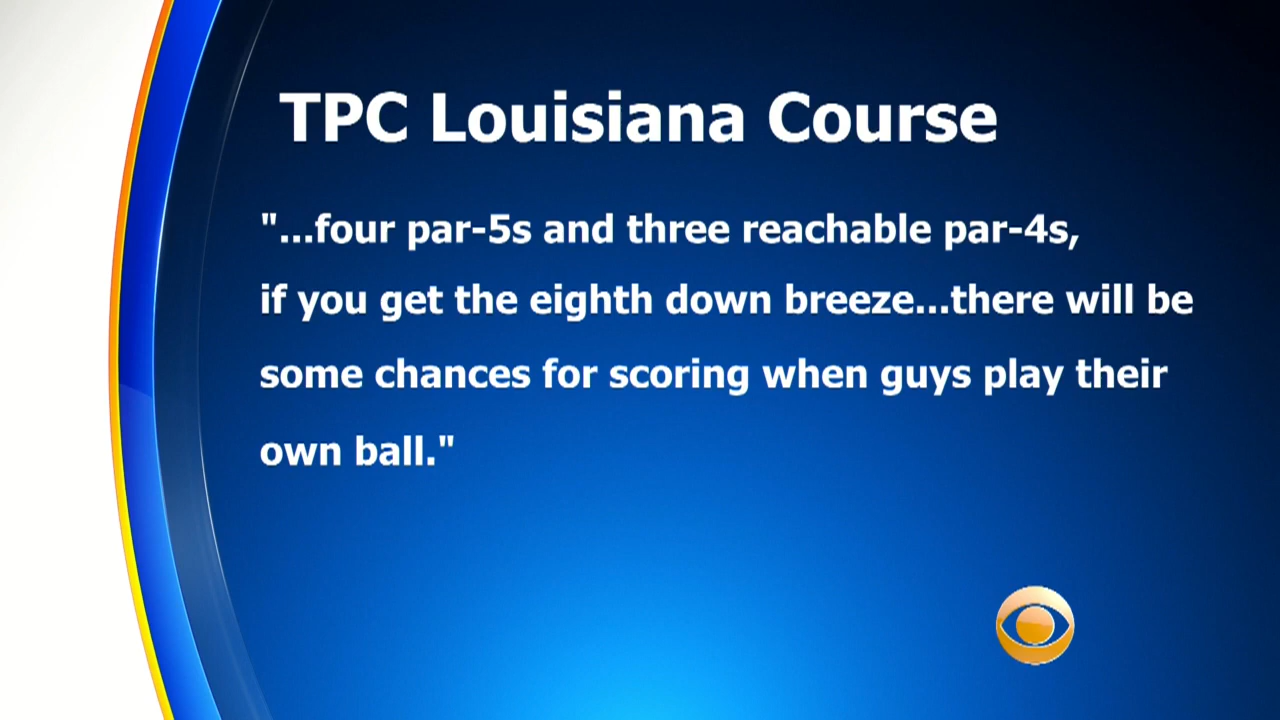 TPC Louisiana Course
"...four par-5s and three reachable par-4s,
if you get the eighth down breeze...there will be
some chances for scoring when guys play their
own ball."